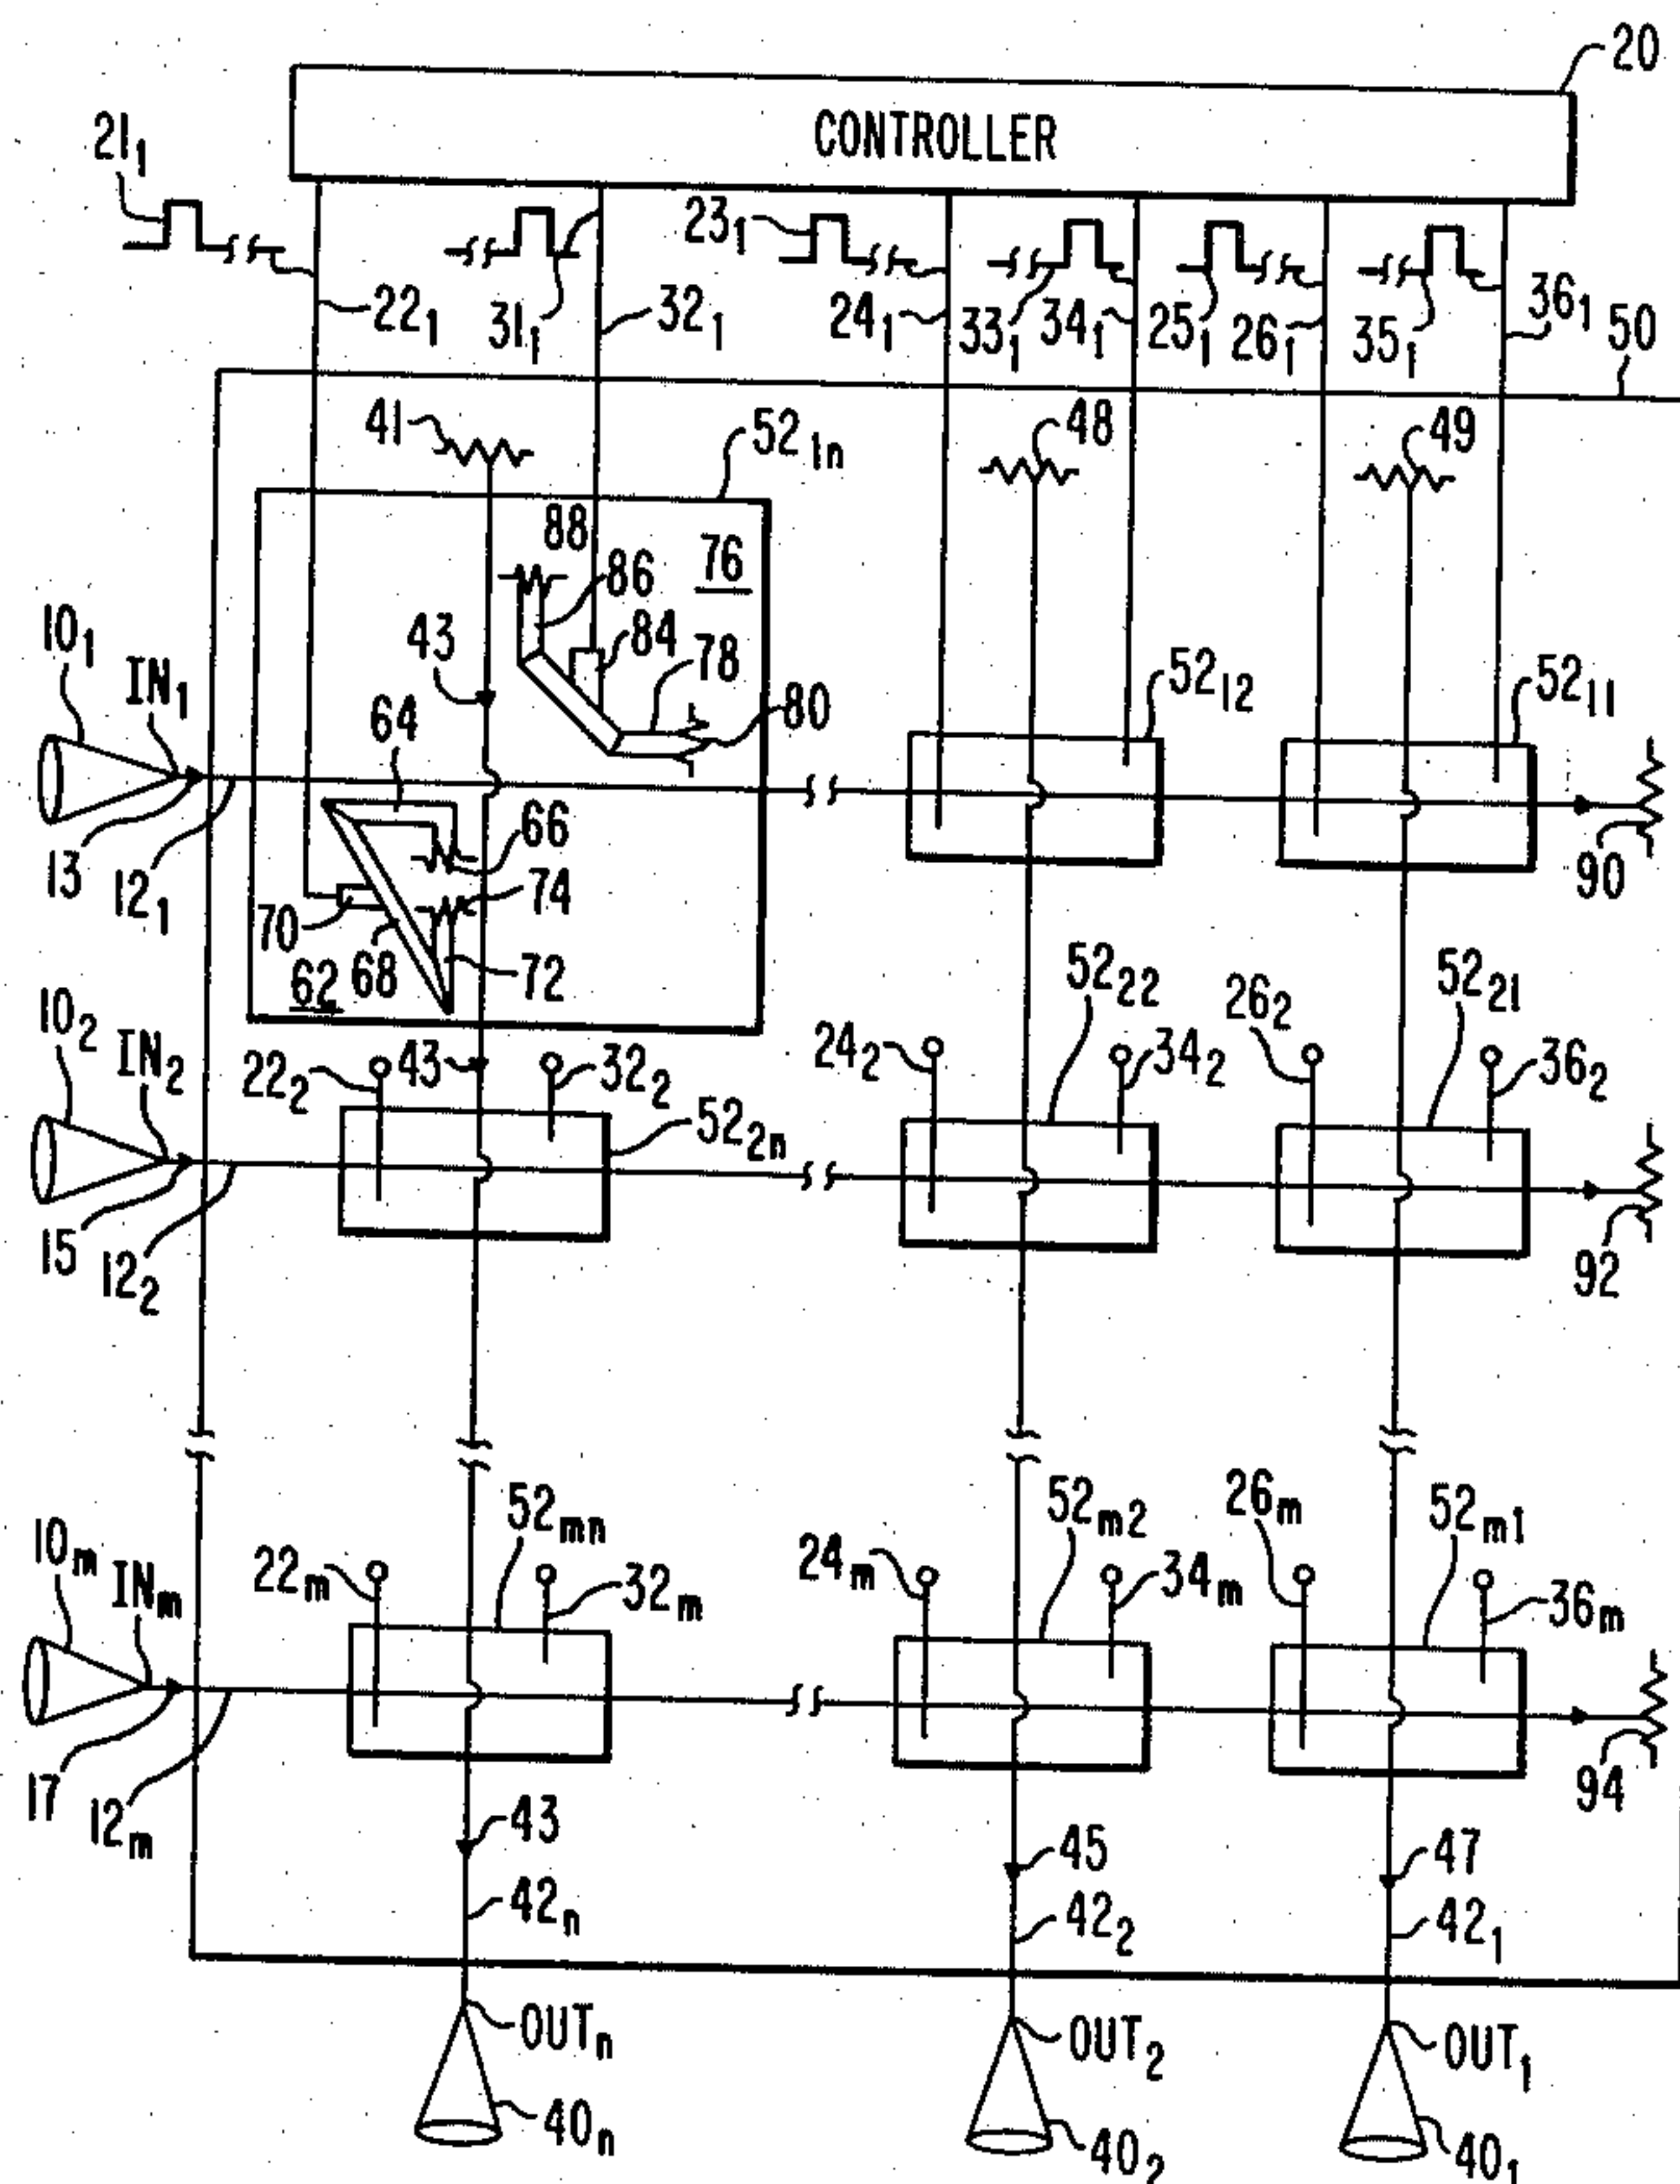 20
CONTROLLER
21₁
31₁
23₁
22₁
32₁
24₁
33₁
34₁
25₁
26₁
35₁
36₁
50
41
52₁ₙ
48
49
88
76
86
84
78
80
43
10₁
IN₁
64
52₁₂
52₁₁
13
12₁
66
74
70
68
72
62
90
10₂
IN₂
22₂
43
32₂
52₂ₙ
24₂
52₂₂
34₂
26₂
52₂₁
36₂
15
12₂
92
10ₘ
INₘ
22ₘ
52ₘₙ
32ₘ
24ₘ
52ₘ₂
34ₘ
26ₘ
52ₘ₁
36ₘ
17
12ₘ
94
43
45
47
42ₙ
42₂
42₁
OUTₙ
OUT₂
OUT₁
40ₙ
40₂
40₁